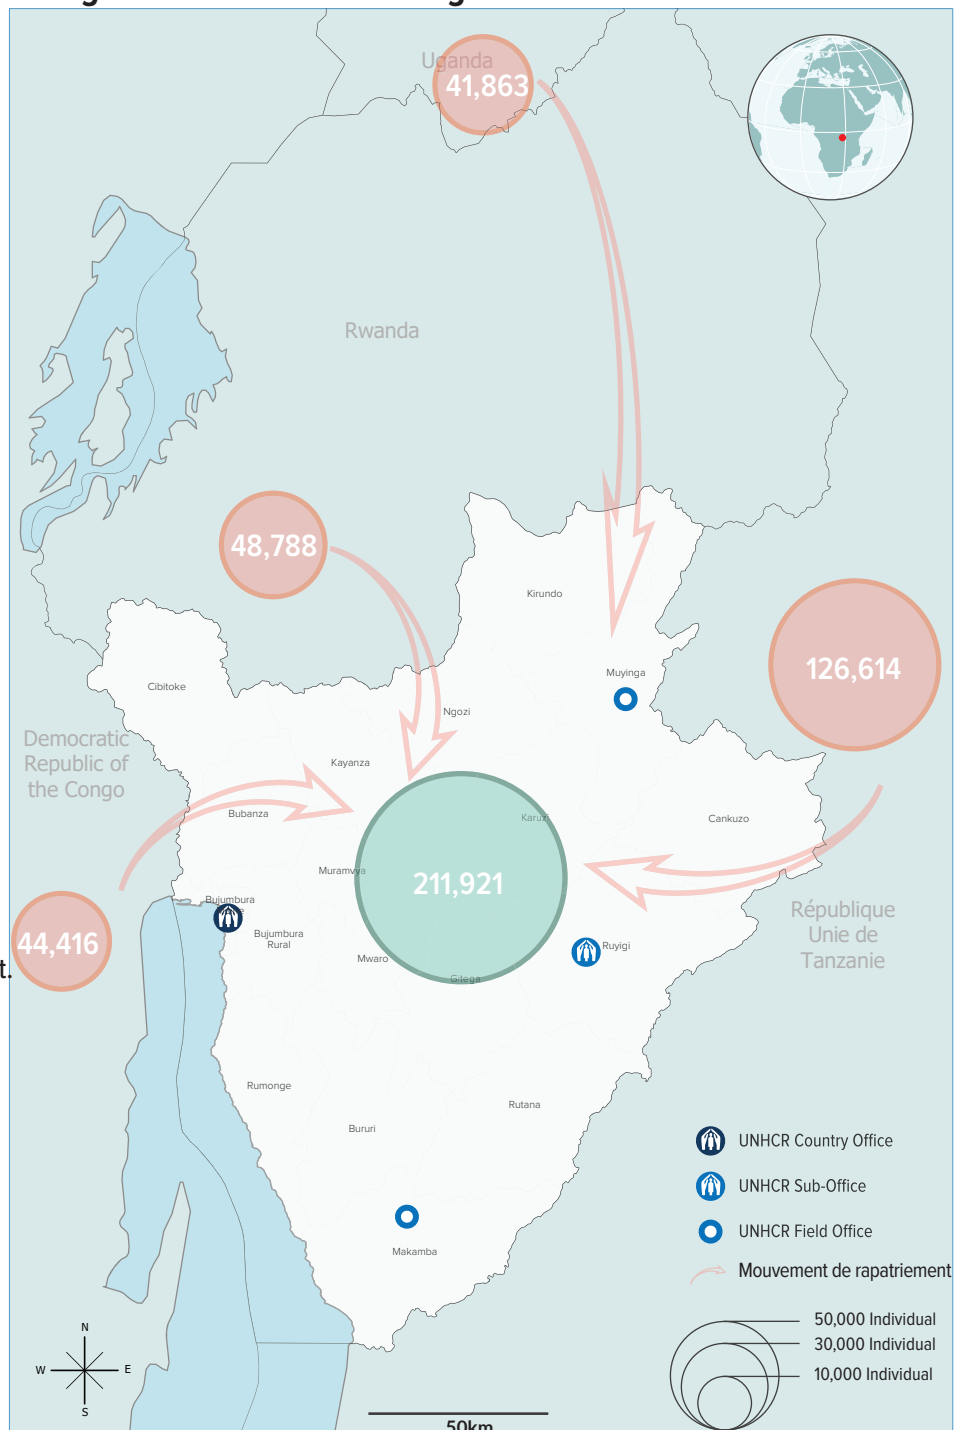 Uganda
41,863
Rwanda
48,788
Kirundo
126,614
Muyinga
Cibitoke
Ngozi
Democratic
Republic of
the Congo
Kayanza
Bubanza
Karuzi
Cankuzo
Muramvya
211,921
Bujumbura
République
Unie de
Tanzanie
44,416
Bujumbura
Rural
Ruyigi
Mwaro
t.
Gitega
Rumonge
Rutana
Bururi
Makamba
UNHCR Country Office
UNHCR Sub-Office
UNHCR Field Office
Mouvement de rapatriement
50,000 Individual
30,000 Individual
10,000 Individual
N
W
E
S
50km